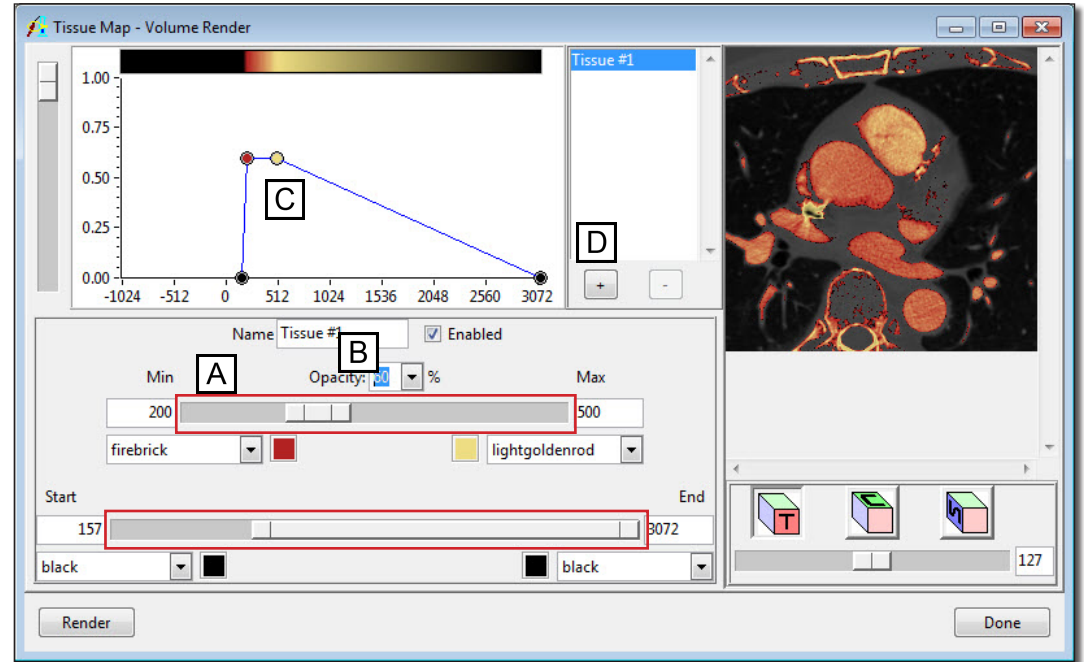 Tissue Map - Volume Render
1.00
0.75
0.50
0.25
0.00
-1024 -512 0 512 1024 1536 2048 2560 3072
C
Tissue #1
D
+ -
Name Tissue #1 Enabled
B
Min A Opacity: 60 % Max
200 500
firebrick lightgoldenrod
Start End
157 3072
black black
T
127
Render Done